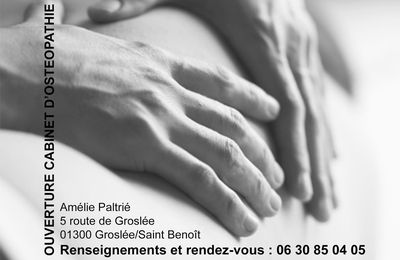 OUVERTURE CABINET D'OSTEOPATHIE
Amélie Paltrié
5 route de Groslée
01300 Groslée/Saint Benoît
Renseignements et rendez-vous : 06 30 85 04 05